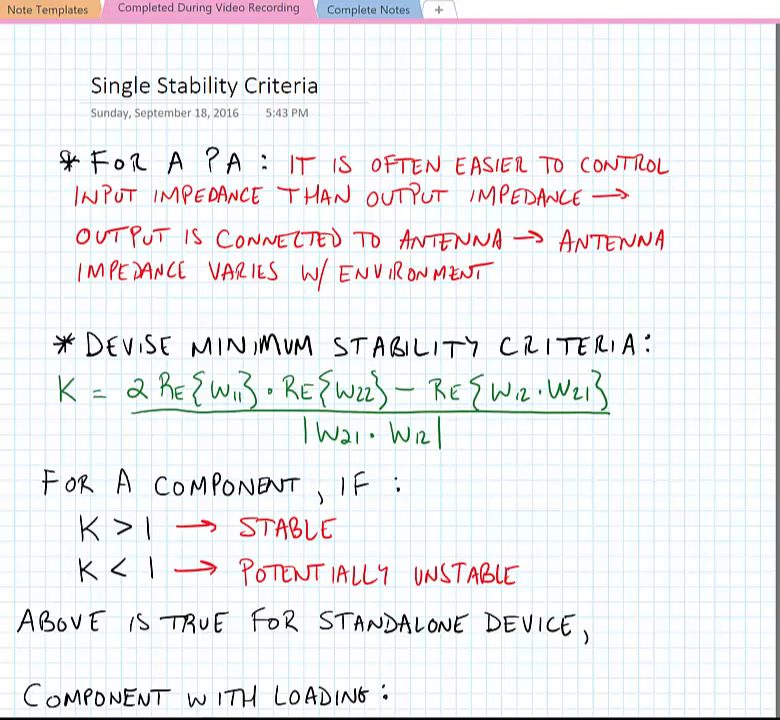 Note Templates Completed During Video Recording Complete Notes +
Single Stability Criteria
Sunday, September 18, 2016 5:43 PM
* FOR A PA : IT IS OFTEN EASIER TO CONTROL
INPUT IMPEDANCE THAN OUTPUT IMPEDANCE →
OUTPUT IS CONNECTED TO ANTENNA → ANTENNA
IMPEDANCE VARIES W/ ENVIRONMENT
* DEVISE MINIMUM STABILITY CRITERIA:
K = 2 RE{W11} · RE{W22} − RE{W12 · W21}
|W21 · W12|
FOR A COMPONENT, IF :
K > 1 → STABLE
K < 1 → POTENTIALLY UNSTABLE
ABOVE IS TRUE FOR STANDALONE DEVICE,
COMPONENT WITH LOADING: